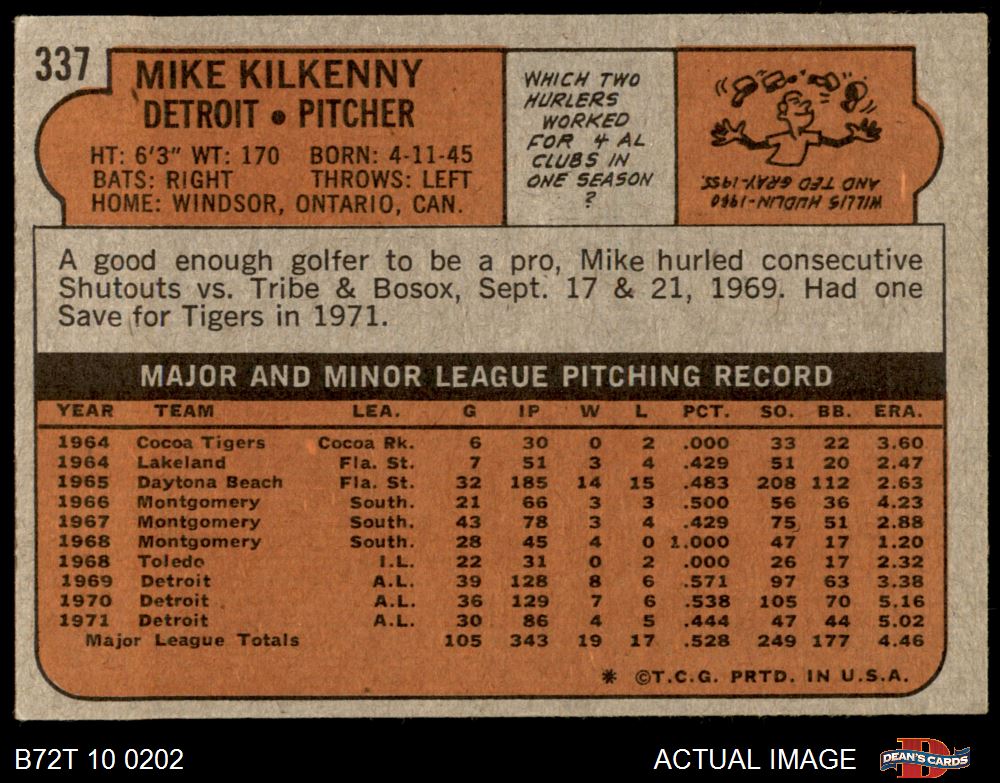 337
MIKE KILKENNY
DETROIT • PITCHER
HT: 6'3" WT: 170 BORN: 4-11-45
BATS: RIGHT THROWS: LEFT
HOME: WINDSOR, ONTARIO, CAN.
WHICH TWO
HURLERS
WORKED
FOR 4 AL
CLUBS IN
ONE SEASON
?
WILLIS HUDLIN-1940
AND TED GRAY-1955.
A good enough golfer to be a pro, Mike hurled consecutive
Shutouts vs. Tribe & Bosox, Sept. 17 & 21, 1969. Had one
Save for Tigers in 1971.
MAJOR AND MINOR LEAGUE PITCHING RECORD
YEAR TEAM LEA. G IP W L PCT. SO. BB. ERA.
1964 Cocoa Tigers Cocoa Rk. 6 30 0 2 .000 33 22 3.60
1964 Lakeland Fla. St. 7 51 3 4 .429 51 20 2.47
1965 Daytona Beach Fla. St. 32 185 14 15 .483 208 112 2.63
1966 Montgomery South. 21 66 3 3 .500 56 36 4.23
1967 Montgomery South. 43 78 3 4 .429 75 51 2.88
1968 Montgomery South. 28 45 4 0 1.000 47 17 1.20
1968 Toledo I.L. 22 31 0 2 .000 26 17 2.32
1969 Detroit A.L. 39 128 8 6 .571 97 63 3.38
1970 Detroit A.L. 36 129 7 6 .538 105 70 5.16
1971 Detroit A.L. 30 86 4 5 .444 47 44 5.02
Major League Totals 105 343 19 17 .528 249 177 4.46
* ©T.C.G. PRTD. IN U.S.A.
B72T 10 0202
ACTUAL IMAGE
D
DEAN'S CARDS